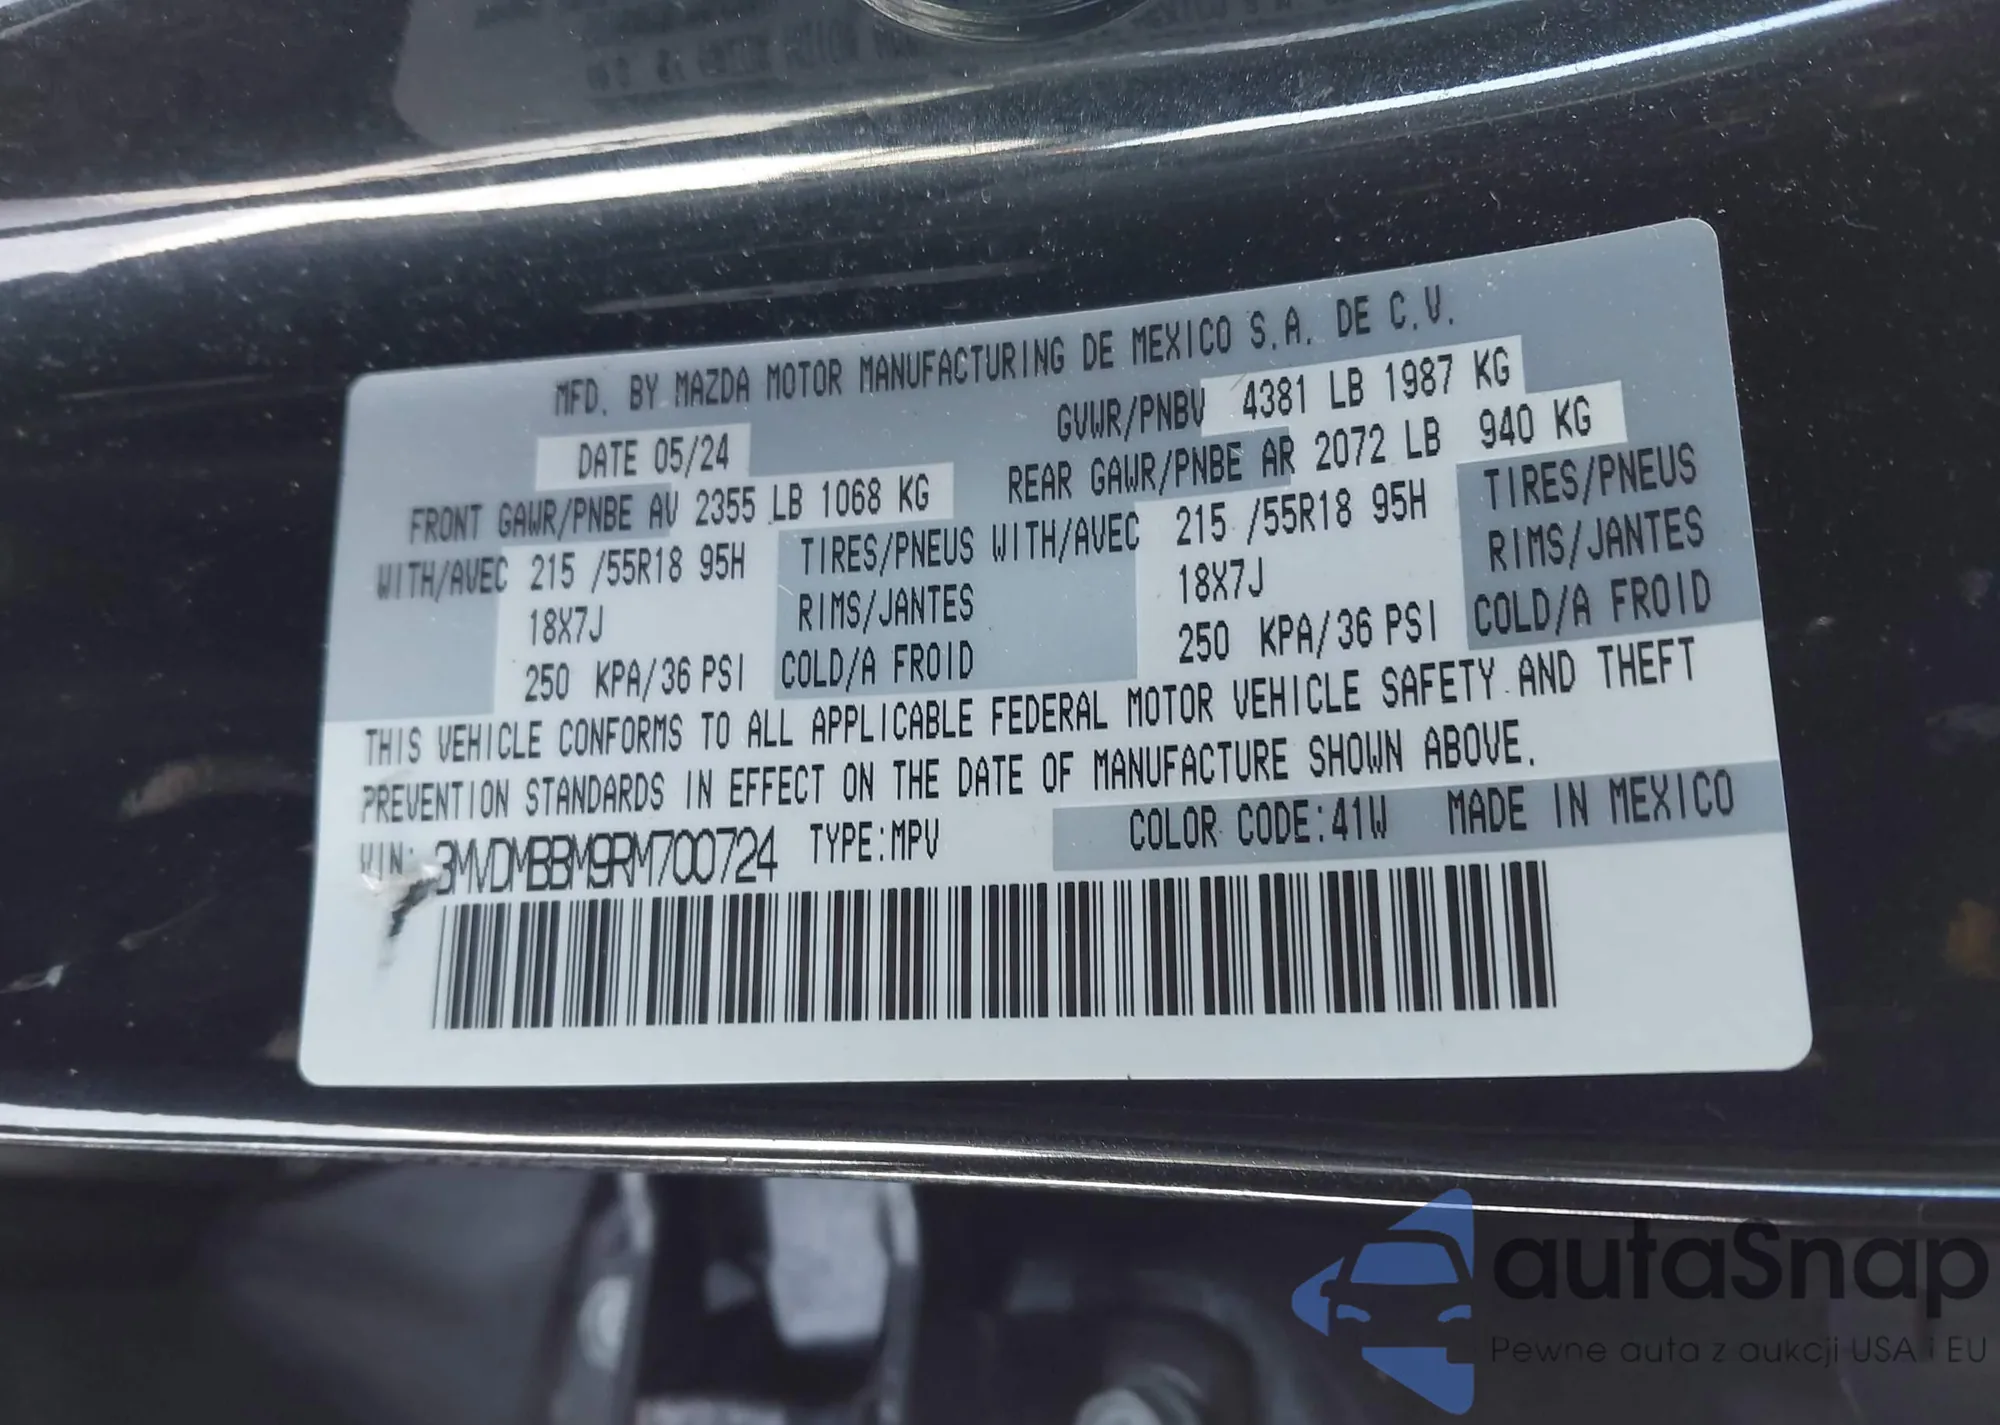 MFD. BY MAZDA MOTOR MANUFACTURING DE MEXICO S.A. DE C.V.
DATE 05/24 GVWR/PNBV 4381 LB 1987 KG
FRONT GAWR/PNBE AV 2355 LB 1068 KG REAR GAWR/PNBE AR 2072 LB 940 KG
WITH/AVEC 215 /55R18 95H TIRES/PNEUS WITH/AVEC 215 /55R18 95H TIRES/PNEUS
18X7J RIMS/JANTES 18X7J RIMS/JANTES
250 KPA/36 PSI COLD/A FROID 250 KPA/36 PSI COLD/A FROID
THIS VEHICLE CONFORMS TO ALL APPLICABLE FEDERAL MOTOR VEHICLE SAFETY AND THEFT
PREVENTION STANDARDS IN EFFECT ON THE DATE OF MANUFACTURE SHOWN ABOVE.
VIN: 3MVDMBBM9RM700724 TYPE:MPV COLOR CODE:41W MADE IN MEXICO
autaSnap
Pewne auta z aukcji USA i EU